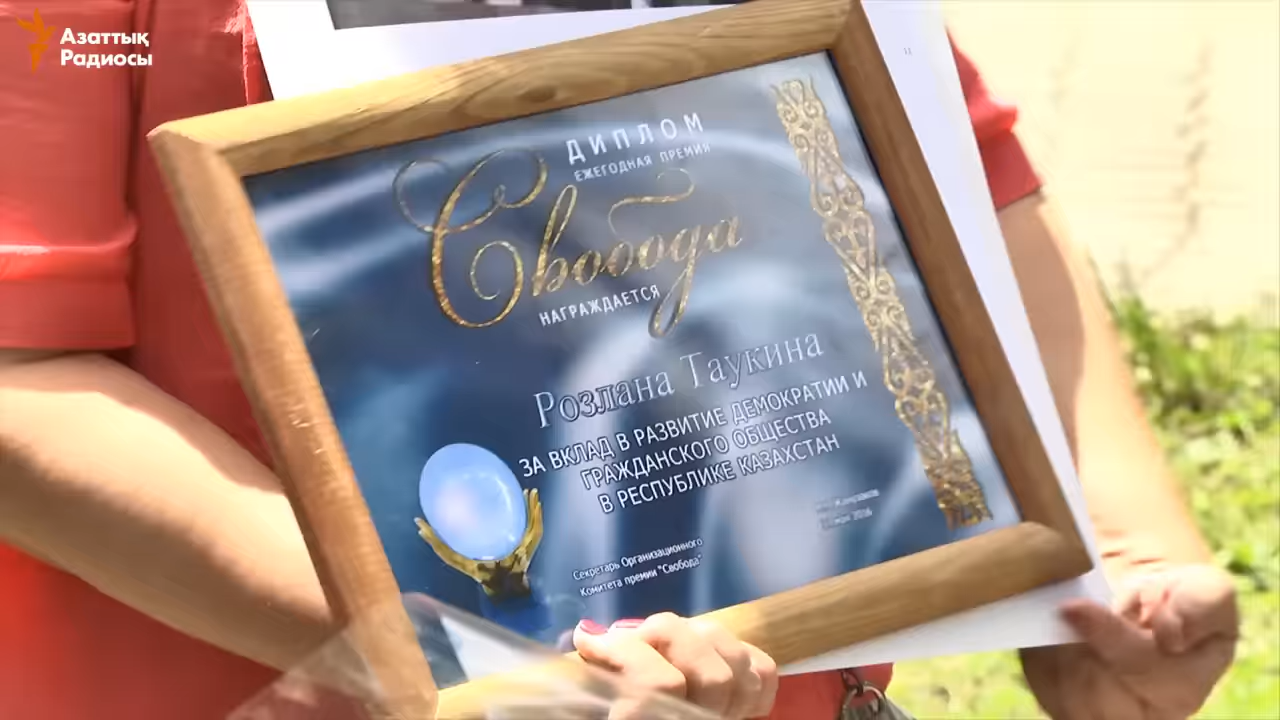 Азаттық
Радиосы
ДИПЛОМ
ЕЖЕГОДНАЯ ПРЕМИЯ
Свобода
НАГРАЖДАЕТСЯ
Розлана Таукина
ЗА ВКЛАД В РАЗВИТИЕ ДЕМОКРАТИИ И
ГРАЖДАНСКОГО ОБЩЕСТВА
В РЕСПУБЛИКЕ КАЗАХСТАН
Секретарь Организационного
Комитета премии "Свобода"
2016